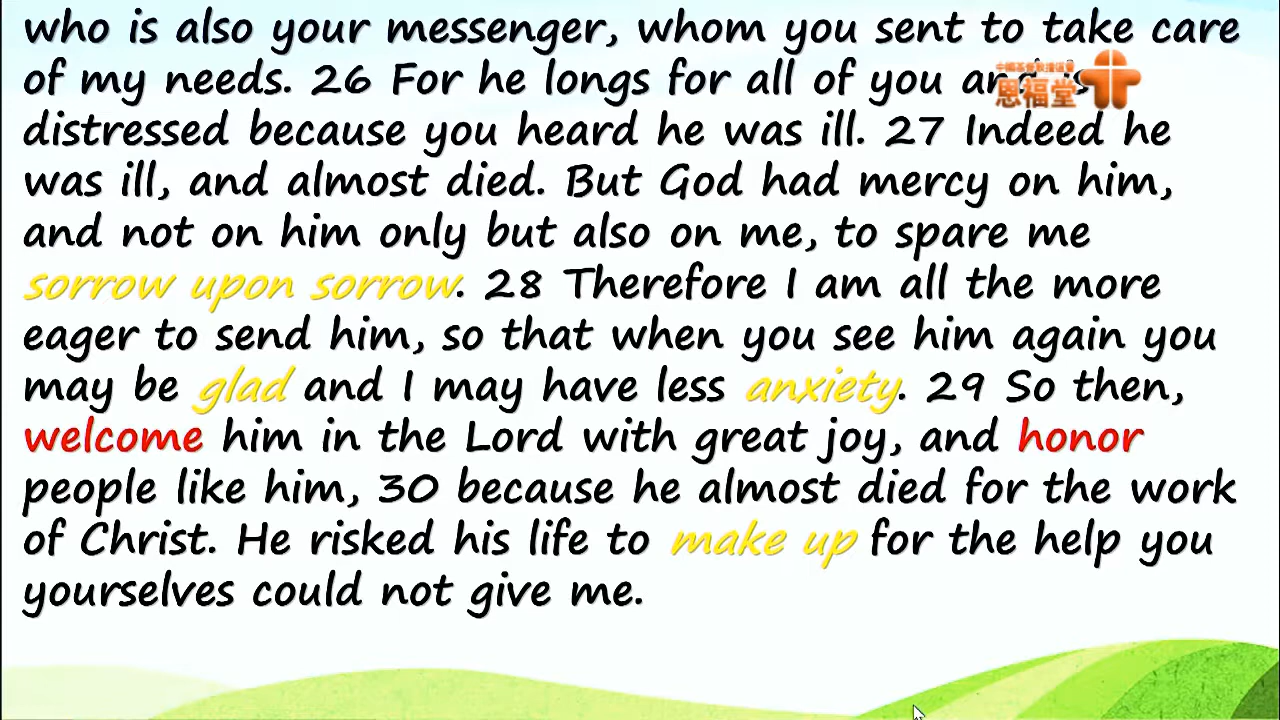 who is also your messenger, whom you sent to take care
of my needs. 26 For he longs for all of you and is
恩福堂
distressed because you heard he was ill. 27 Indeed he
was ill, and almost died. But God had mercy on him,
and not on him only but also on me, to spare me
sorrow upon sorrow. 28 Therefore I am all the more
eager to send him, so that when you see him again you
may be glad and I may have less anxiety. 29 So then,
welcome him in the Lord with great joy, and honor
people like him, 30 because he almost died for the work
of Christ. He risked his life to make up for the help you
yourselves could not give me.